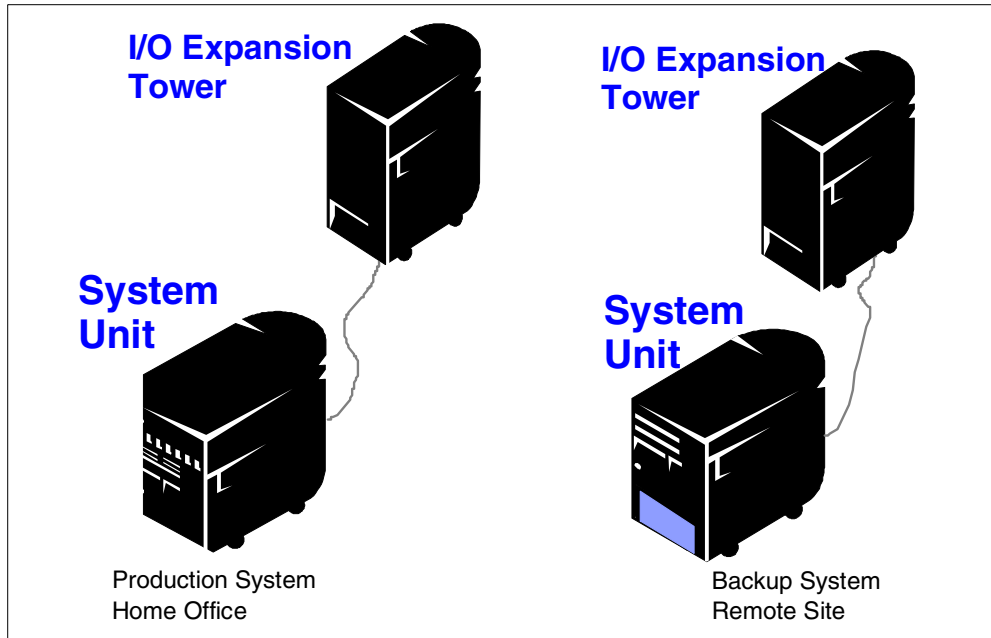 I/O Expansion
Tower
System
Unit
Production System
Home Office
I/O Expansion
Tower
System
Unit
Backup System
Remote Site